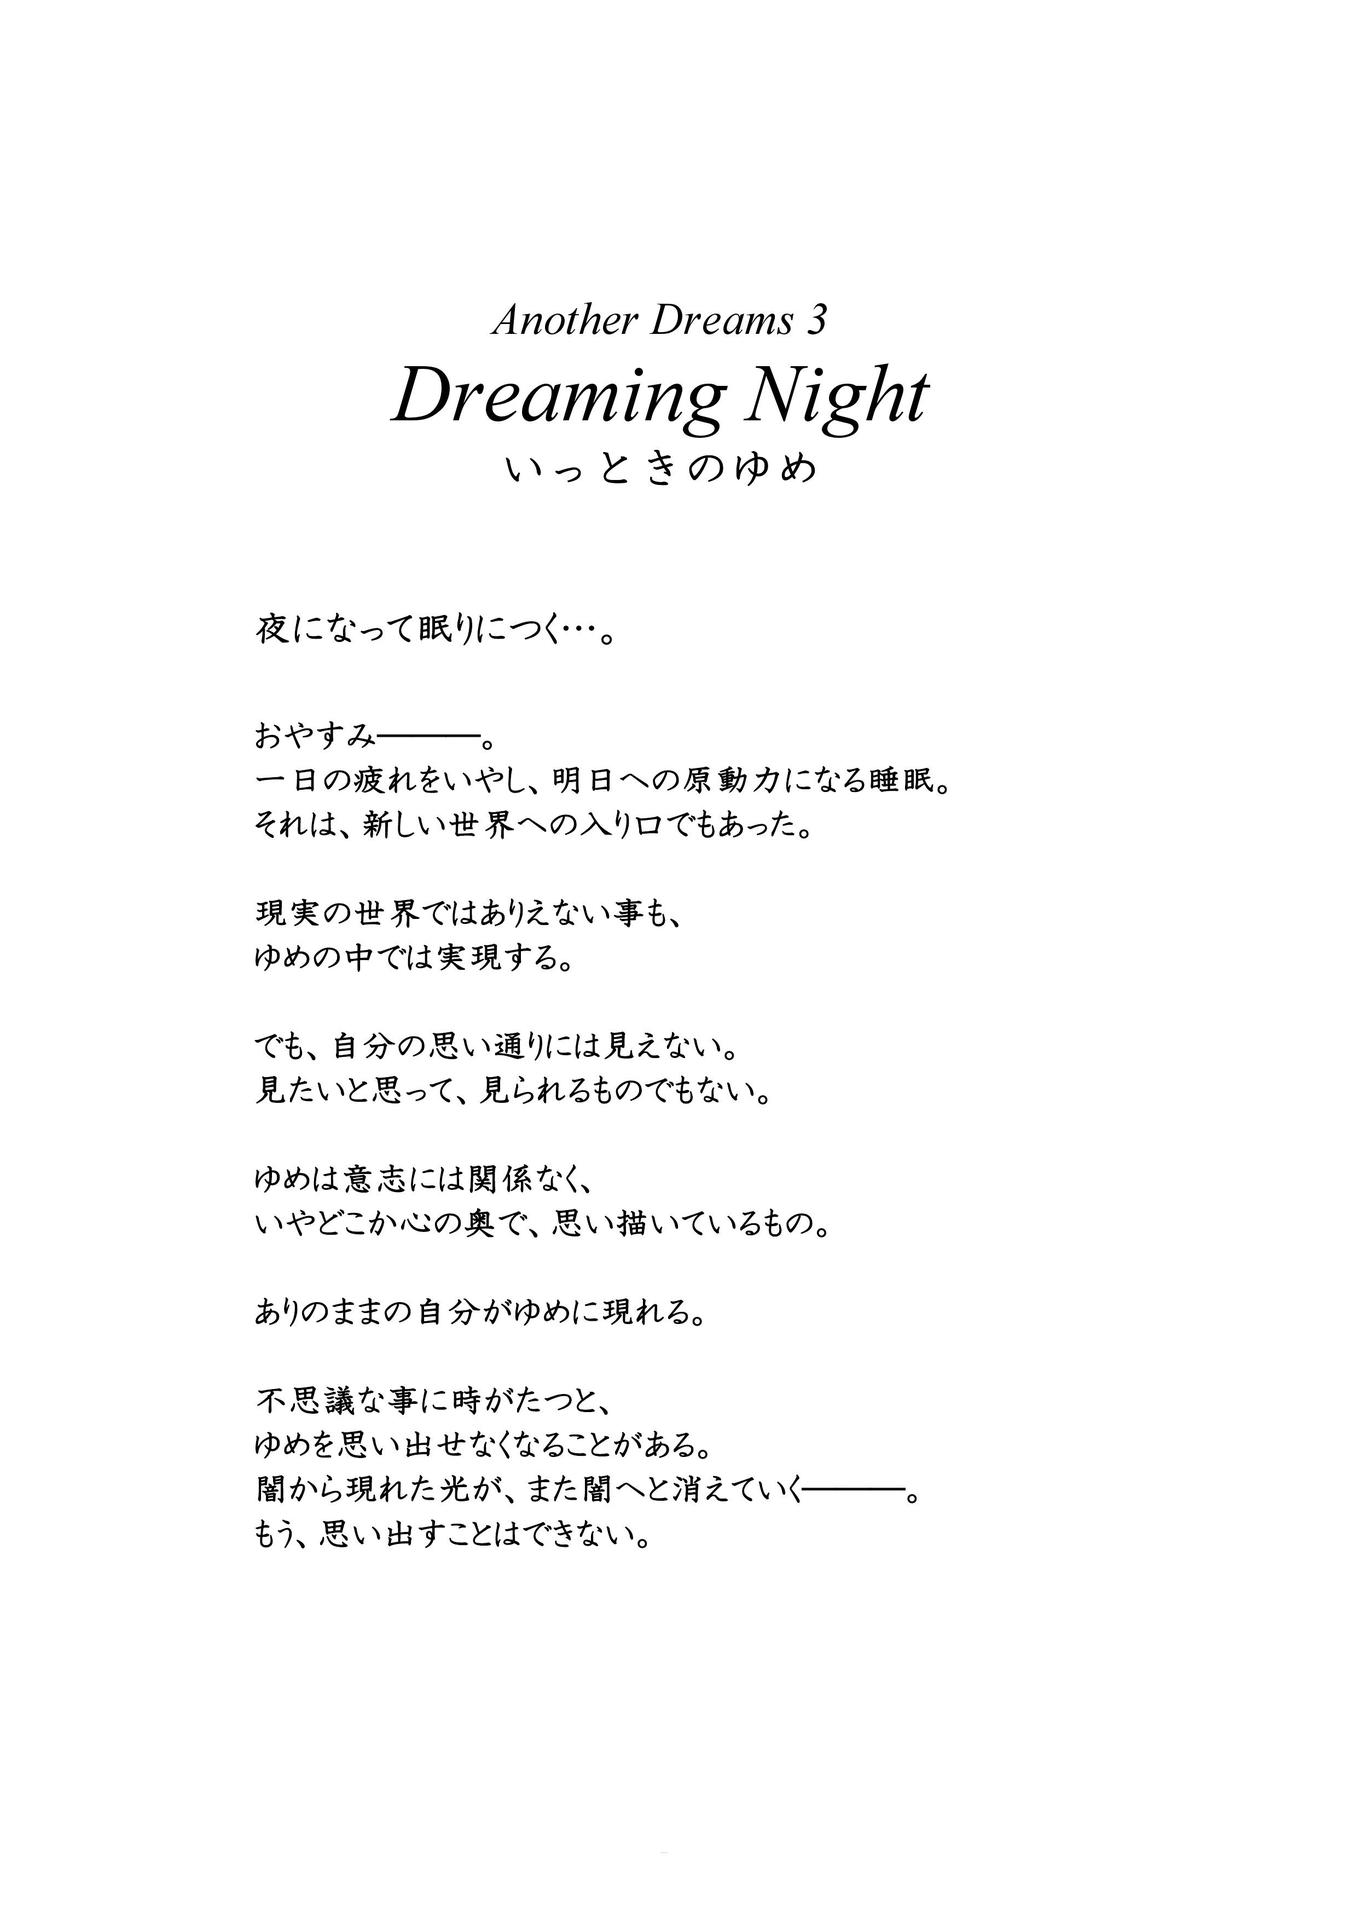 Another Dreams 3
Dreaming Night
いっときのゆめ
夜になって眠りにつく…。
おやすみ―――。
一日の疲れをいやし、明日への原動力になる睡眠。
それは、新しい世界への入り口でもあった。
現実の世界ではありえない事も、
ゆめの中では実現する。
でも、自分の思い通りには見えない。
見たいと思って、見られるものでもない。
ゆめは意志には関係なく、
いやどこか心の奥で、思い描いているもの。
ありのままの自分がゆめに現れる。
不思議な事に時がたつと、
ゆめを思い出せなくなることがある。
闇から現れた光が、また闇へと消えていく―――。
もう、思い出すことはできない。